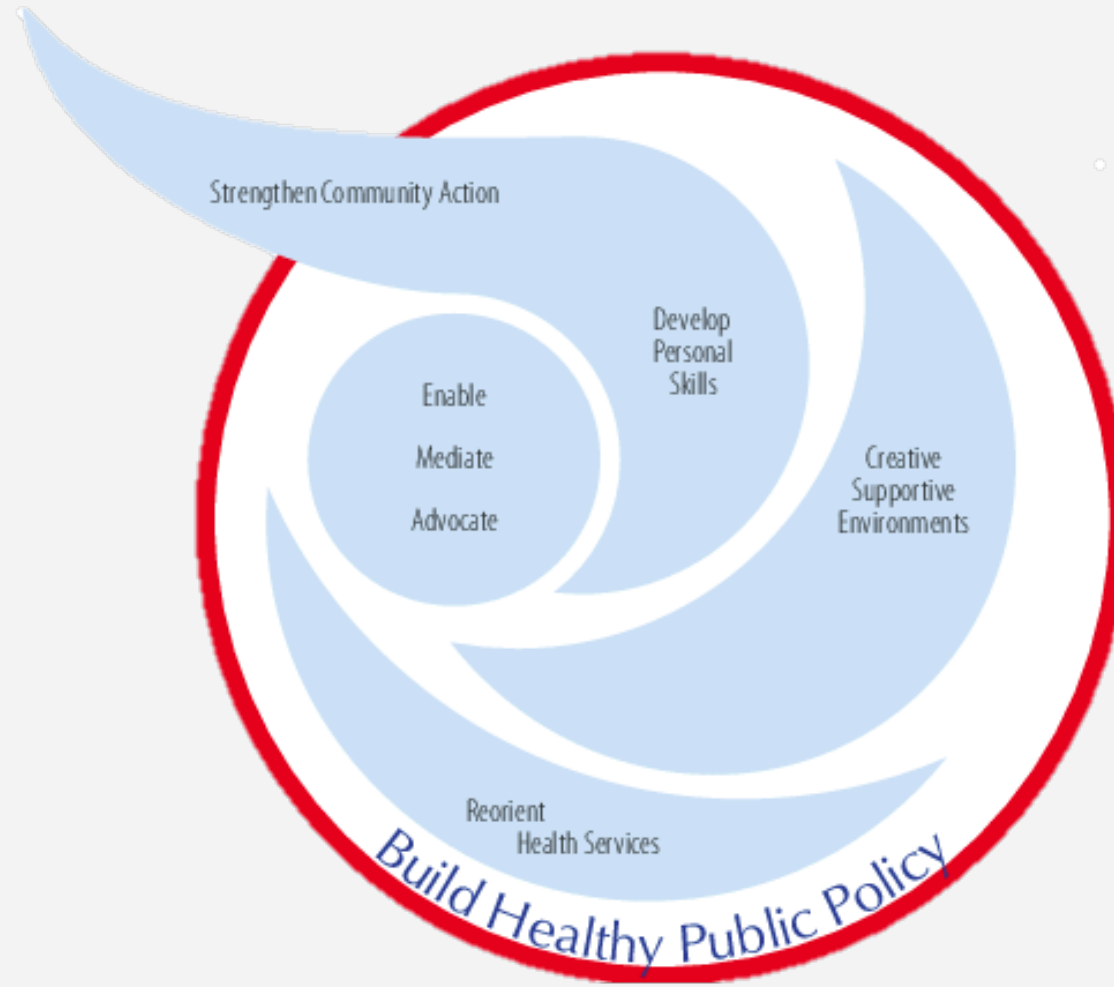 Strengthen Community Action
Develop
Personal
Skills
Enable
Mediate
Advocate
Creative
Supportive
Environments
Reorient
Health Services
Build Healthy Public Policy